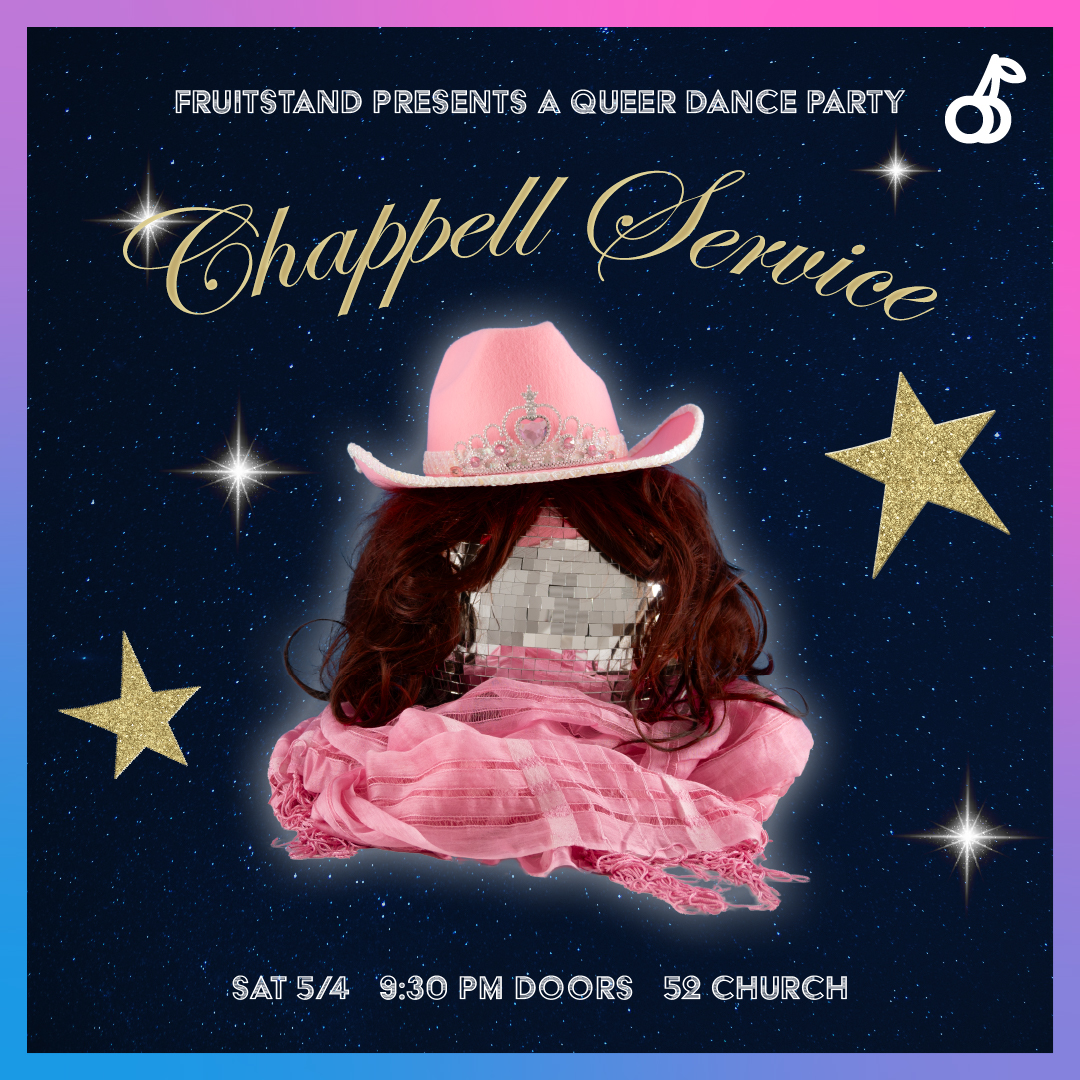 FRUITSTAND PRESENTS A QUEER DANCE PARTY
Chappell Service
SAT 5/4 9:30 PM DOORS 52 CHURCH